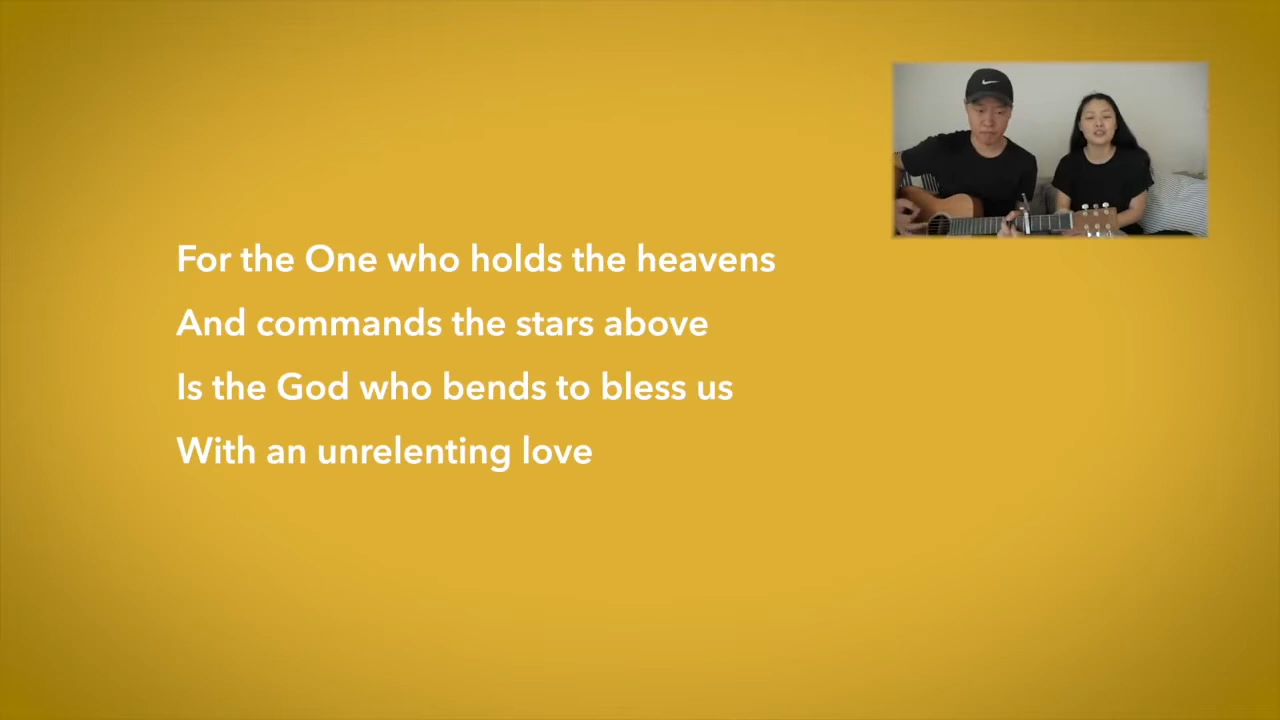 For the One who holds the heavens
And commands the stars above
Is the God who bends to bless us
With an unrelenting love